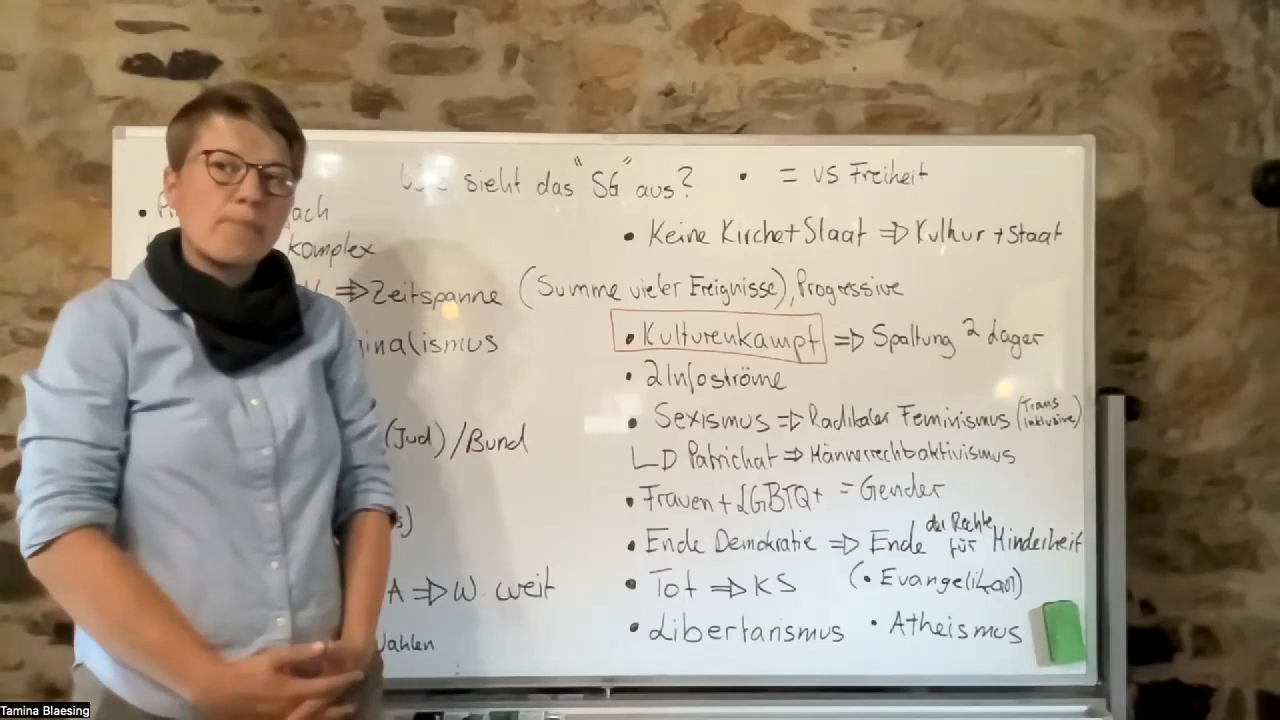 Wie sieht das "SG" aus?
• = vs Freiheit
fach
komplex
⇒ Zeitspanne (Summe vieler Ereignisse), Progressive
inalismus
(Jud) / Bund
s)
A ⇒ W. weit
Wahlen
• Keine Kirche + Staat ⇒ Kultur + Staat
• Kulturenkampf ⇒ Spaltung 2 Lager
• 2 Infoströme
• Sexismus ⇒ Radikaler Feminismus (Trans inklusive)
Patrichat ⇒ Männerrechtsaktivismus
• Frauen + LGBTQ+ = Gender
• Ende Demokratie ⇒ Ende der Rechte für Minderheit
• Tot ⇒ KS (• Evangelikan)
• Libertarismus • Atheismus
Tamina Blaesing